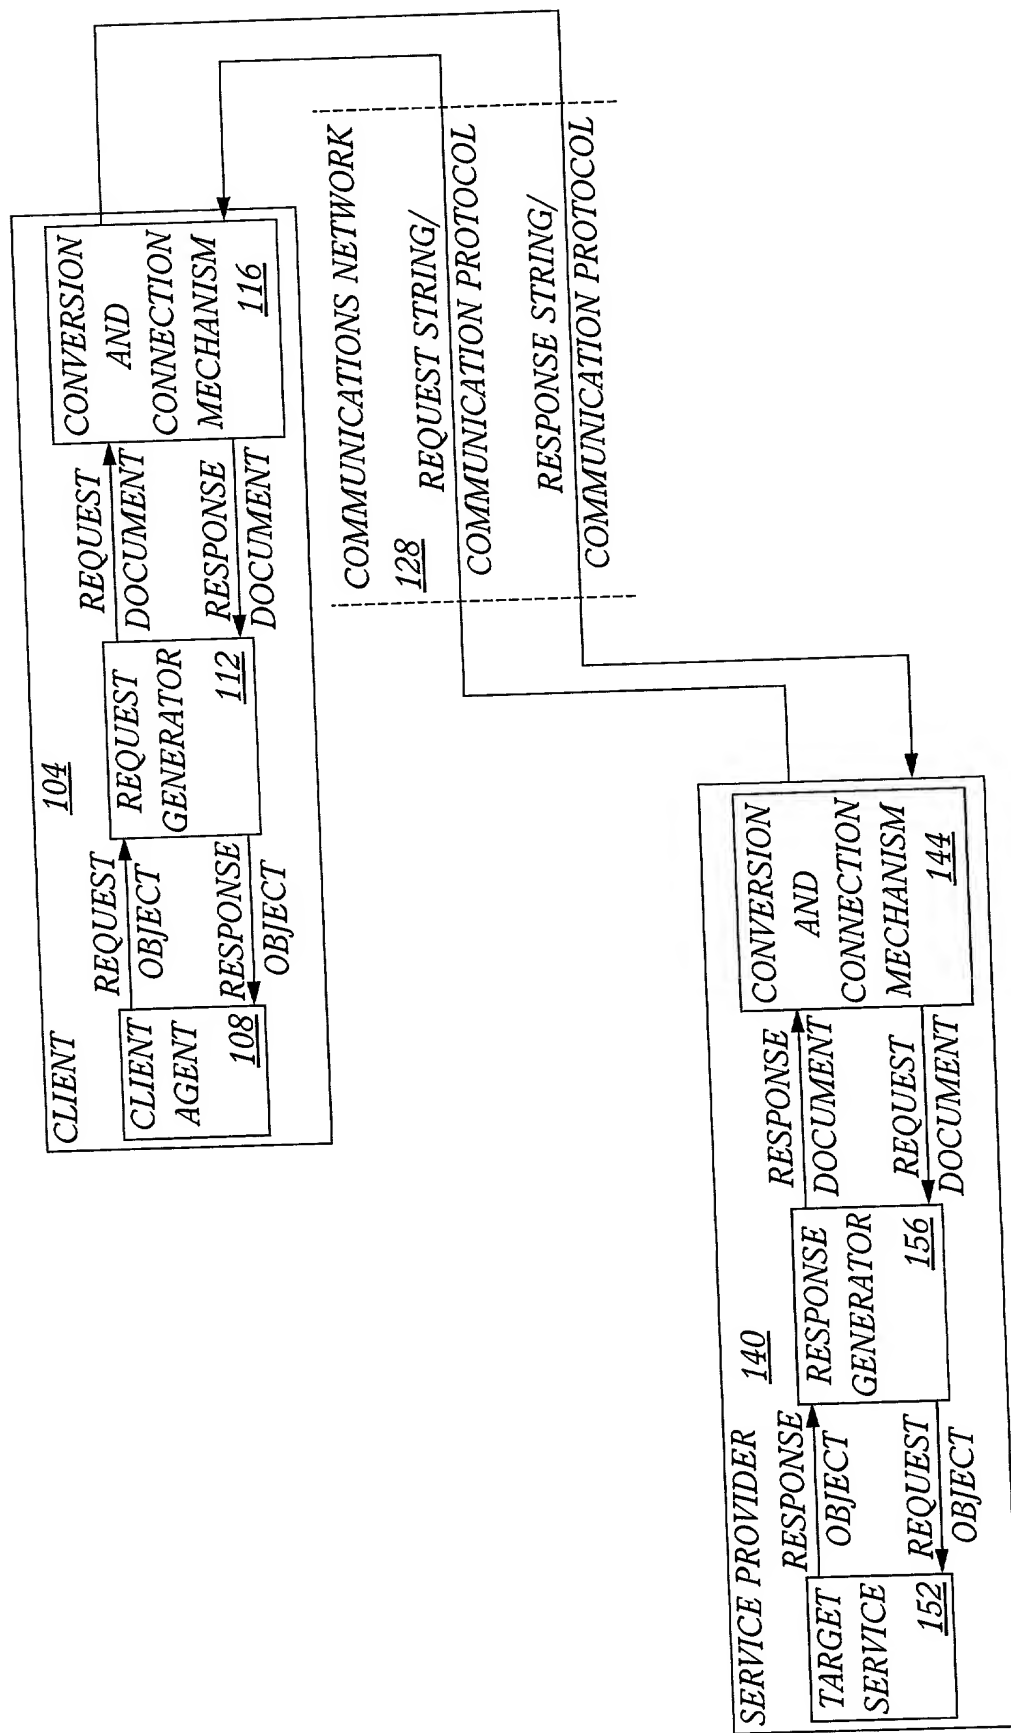 CLIENT
104
CLIENT
AGENT
108
REQUEST
OBJECT
RESPONSE
OBJECT
REQUEST
GENERATOR
112
REQUEST
DOCUMENT
RESPONSE
DOCUMENT
CONVERSION
AND
CONNECTION
MECHANISM
116
COMMUNICATIONS NETWORK
128
REQUEST STRING/
COMMUNICATION PROTOCOL
RESPONSE STRING/
COMMUNICATION PROTOCOL
SERVICE PROVIDER
140
TARGET
SERVICE
152
RESPONSE
OBJECT
REQUEST
OBJECT
RESPONSE
GENERATOR
156
RESPONSE
DOCUMENT
REQUEST
DOCUMENT
CONVERSION
AND
CONNECTION
MECHANISM
144